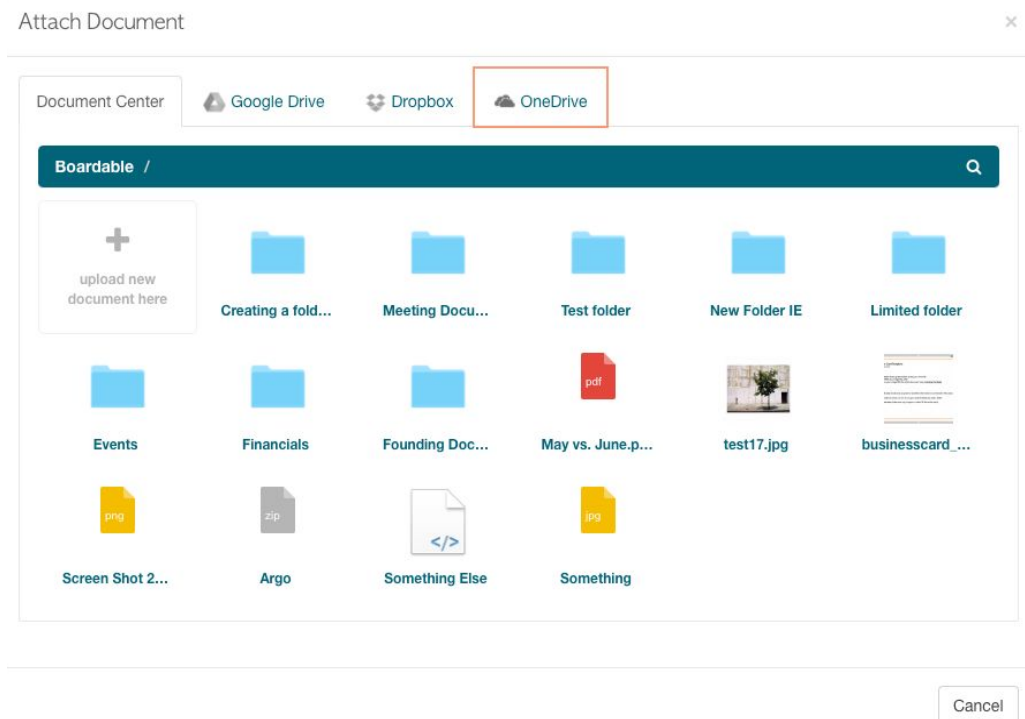 Attach Document
×
Document Center
Google Drive
Dropbox
OneDrive
Boardable /
upload new
document here
Creating a fold...
Meeting Docu...
Test folder
New Folder IE
Limited folder
Events
Financials
Founding Doc...
pdf
May vs. June.p...
test17.jpg
businesscard_...
png
Screen Shot 2...
zip
Argo
</>
Something Else
jpg
Something
Cancel